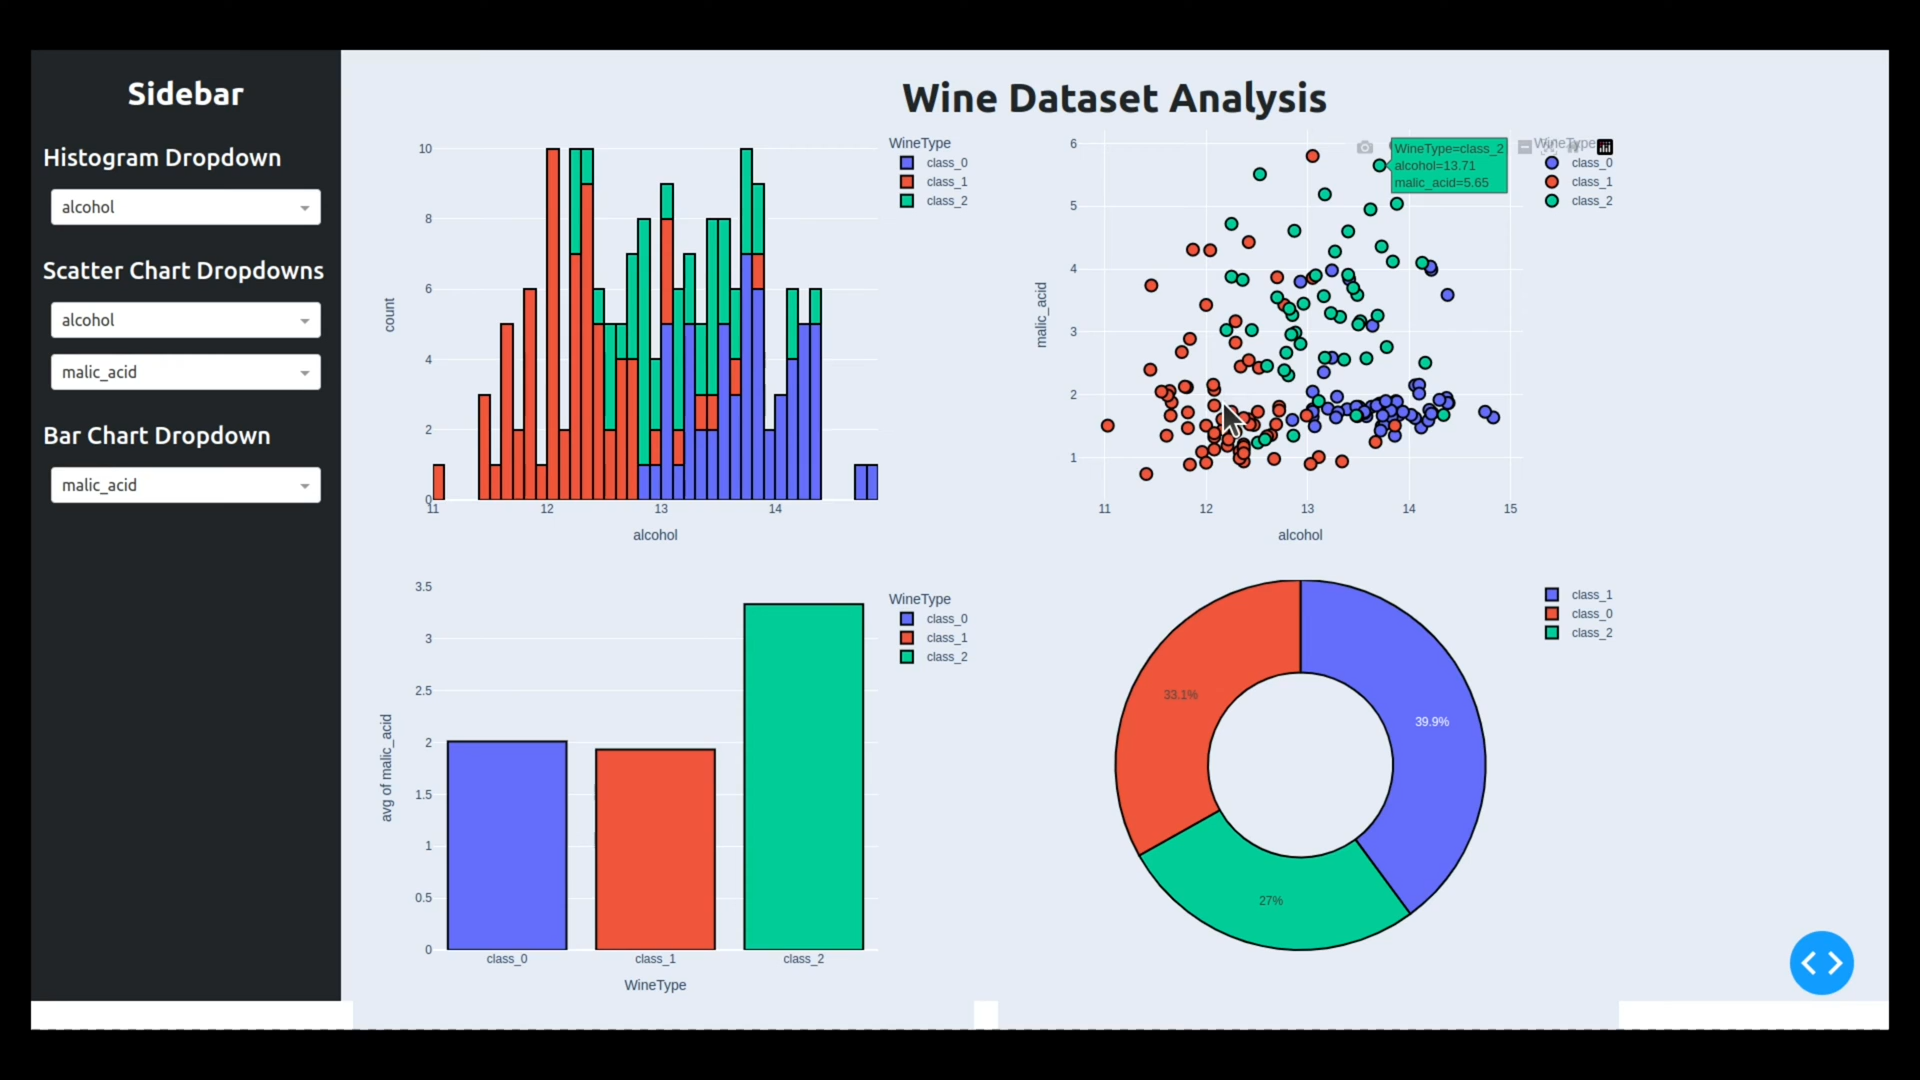 Sidebar
Histogram Dropdown
alcohol
Scatter Chart Dropdowns
alcohol
malic_acid
Bar Chart Dropdown
malic_acid
Wine Dataset Analysis
10
8
6
4
2
0
count
11
12
13
14
alcohol
WineType
class_0
class_1
class_2
6
5
4
3
2
1
malic_acid
11
12
13
14
15
alcohol
WineType=class_2
alcohol=13.71
malic_acid=5.65
WineType
class_0
class_1
class_2
3.5
3
2.5
2
1.5
1
0.5
0
avg of malic_acid
class_0
class_1
class_2
WineType
WineType
class_0
class_1
class_2
33.1%
39.9%
27%
class_1
class_0
class_2